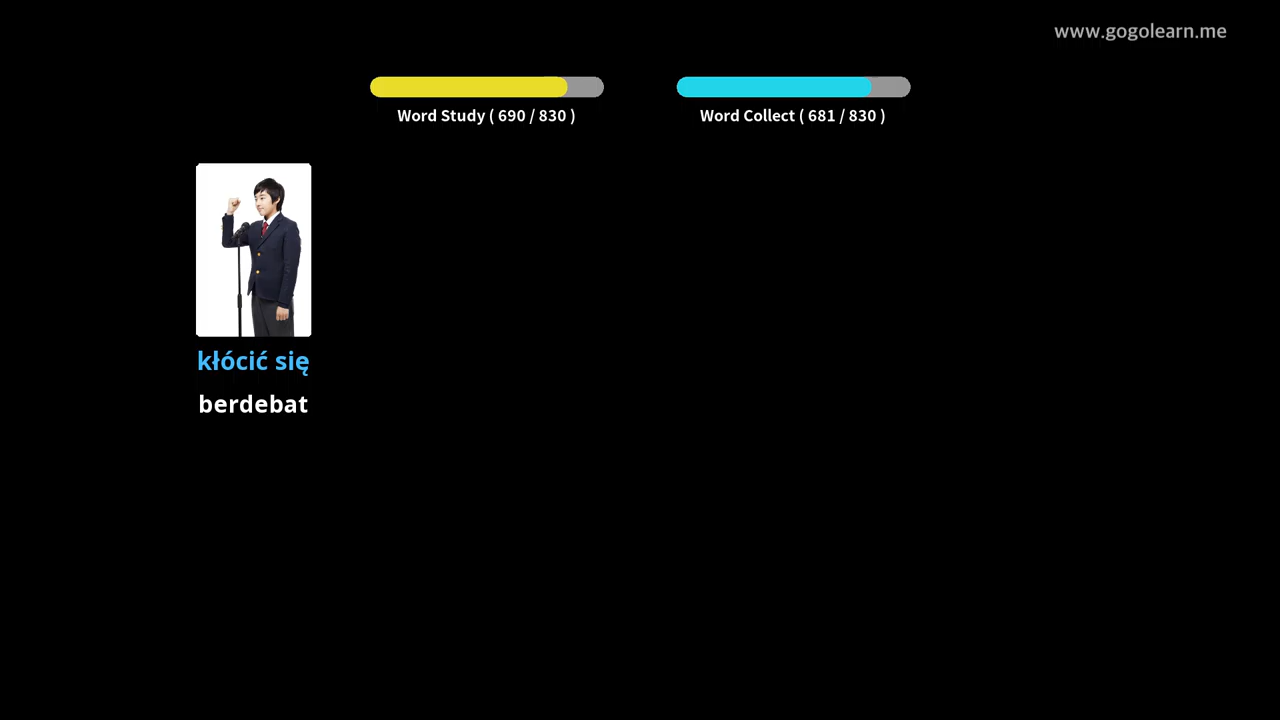 www.gogolearn.me
Word Study ( 690 / 830 )
Word Collect ( 681 / 830 )
kłócić się
berdebat